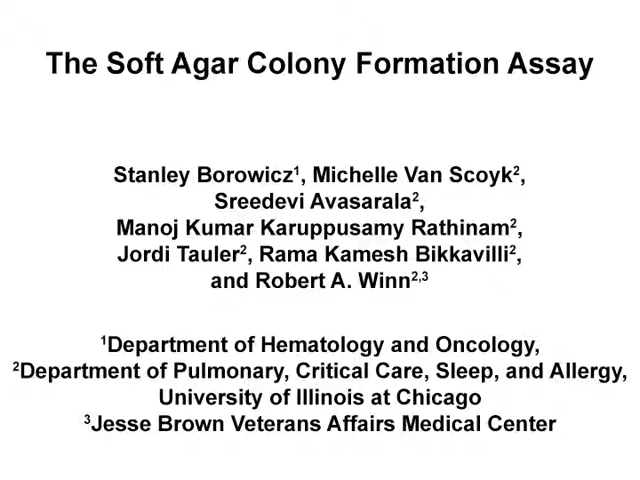 The Soft Agar Colony Formation Assay
Stanley Borowicz¹, Michelle Van Scoyk²,
Sreedevi Avasarala²,
Manoj Kumar Karuppusamy Rathinam²,
Jordi Tauler², Rama Kamesh Bikkavilli²,
and Robert A. Winn²,³
¹Department of Hematology and Oncology,
²Department of Pulmonary, Critical Care, Sleep, and Allergy,
University of Illinois at Chicago
³Jesse Brown Veterans Affairs Medical Center